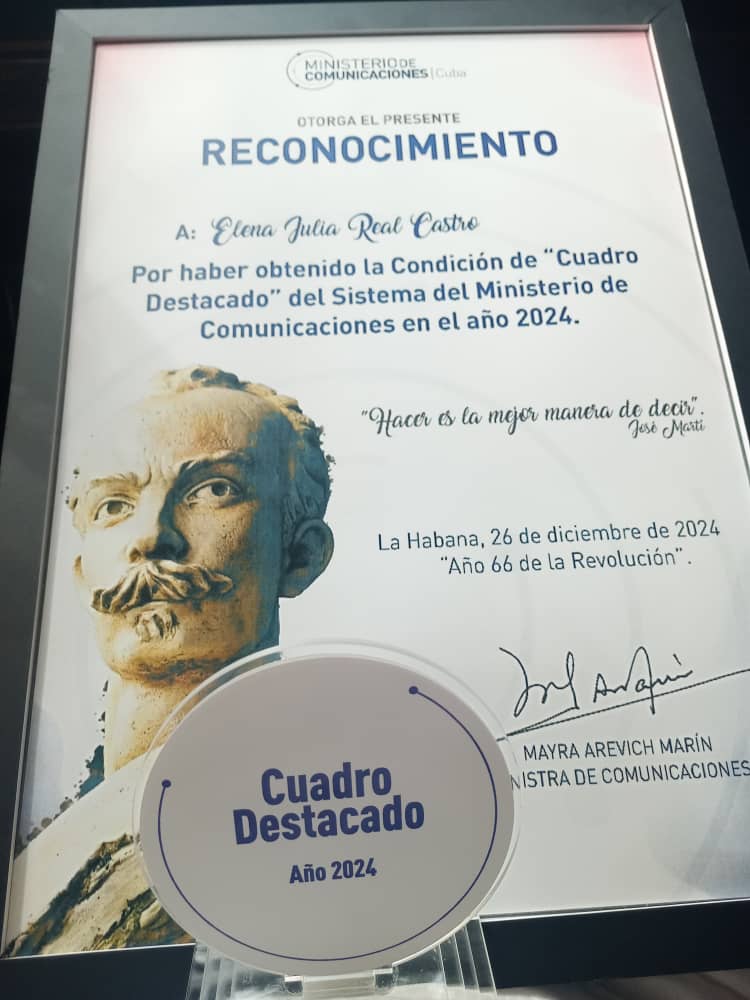 MINISTERIO DE
COMUNICACIONES | Cuba
OTORGA EL PRESENTE
RECONOCIMIENTO
A: Elena Julia Real Castro
Por haber obtenido la Condición de “Cuadro
Destacado” del Sistema del Ministerio de
Comunicaciones en el año 2024.
"Hacer es la mejor manera de decir".
José Martí
La Habana, 26 de diciembre de 2024
“Año 66 de la Revolución”.
MAYRA AREVICH MARÍN
NISTRA DE COMUNICACIONES
Cuadro
Destacado
Año 2024